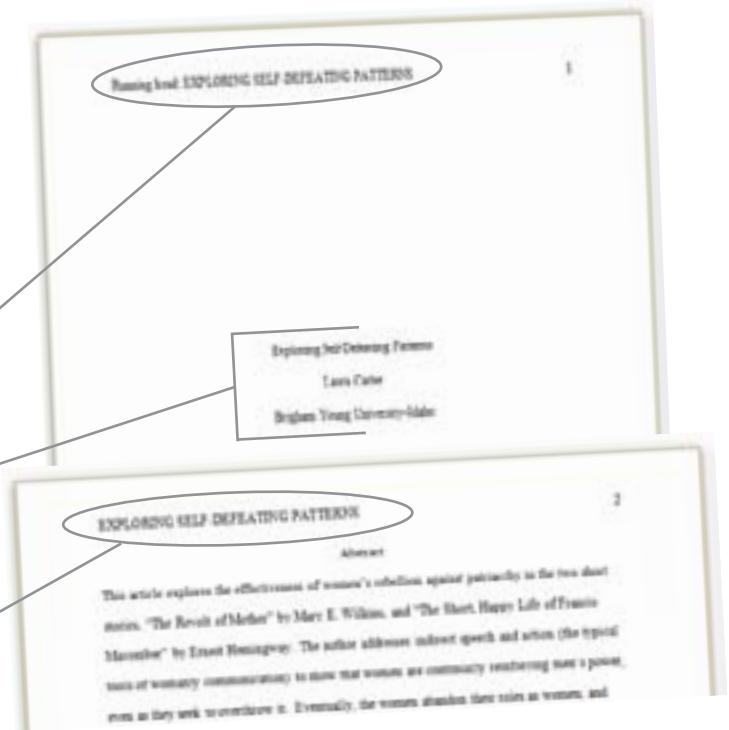 Running head: EXPLORING SELF-DEFEATING PATTERNS
1
Exploring Self-Defeating Patterns
Laura Carter
Brigham Young University-Idaho
EXPLORING SELF-DEFEATING PATTERNS
2
Abstract
This article explores the effectiveness of women's rebellion against patriarchy in the two short
stories, "The Revolt of Mother" by Mary E. Wilkins, and "The Short, Happy Life of Francis
Macomber" by Ernest Hemingway. The author addresses indirect speech and action (the typical
tools of womanly communication) to show that women are continually reinforcing men's power,
even as they seek to overthrow it. Eventually, the women abandon their roles as women, and